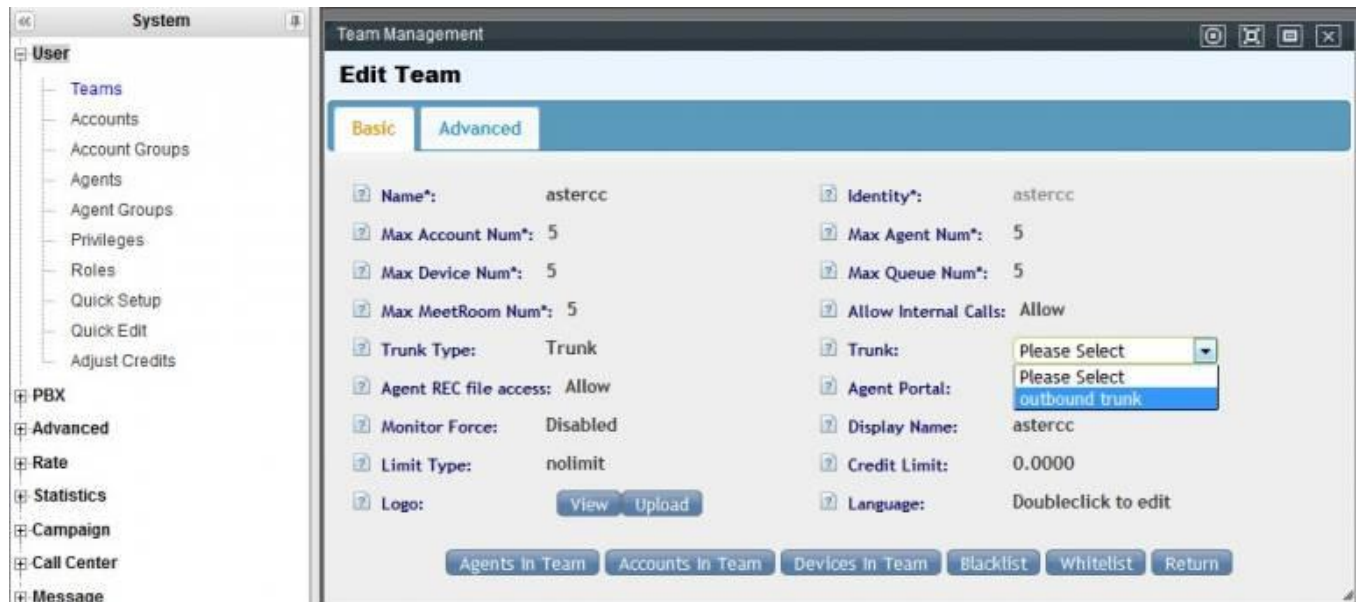 System
User
Teams
Accounts
Account Groups
Agents
Agent Groups
Privileges
Roles
Quick Setup
Quick Edit
Adjust Credits
PBX
Advanced
Rate
Statistics
Campaign
Call Center
Message
Team Management
Edit Team
Basic Advanced
Name*: astercc Identity*: astercc
Max Account Num*: 5 Max Agent Num*: 5
Max Device Num*: 5 Max Queue Num*: 5
Max MeetRoom Num*: 5 Allow Internal Calls: Allow
Trunk Type: Trunk Trunk: Please Select
Please Select
Agent REC file access: Allow Agent Portal: outbound trunk
Monitor Force: Disabled Display Name: astercc
Limit Type: nolimit Credit Limit: 0.0000
Logo: View Upload Language: Doubleclick to edit
Agents In Team Accounts In Team Devices In Team Blacklist Whitelist Return